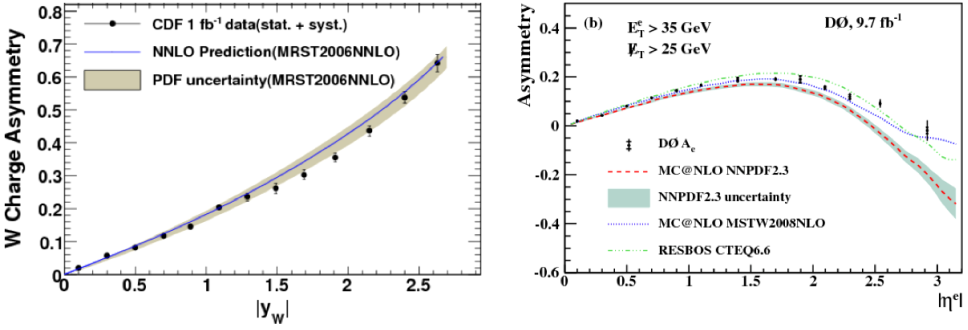 CDF 1 fb⁻¹ data(stat. + syst.)
NNLO Prediction(MRST2006NNLO)
PDF uncertainty(MRST2006NNLO)
W Charge Asymmetry
0.8
0.7
0.6
0.5
0.4
0.3
0.2
0.1
0
0 0.5 1 1.5 2 2.5
|y_W|
(b)
E_T^e > 35 GeV
E̸_T > 25 GeV
DØ, 9.7 fb⁻¹
Asymmetry
0.4
0.2
0
-0.2
-0.4
-0.6
DØ A_e
MC@NLO NNPDF2.3
NNPDF2.3 uncertainty
MC@NLO MSTW2008NLO
RESBOS CTEQ6.6
0 0.5 1 1.5 2 2.5 3
|η^e|